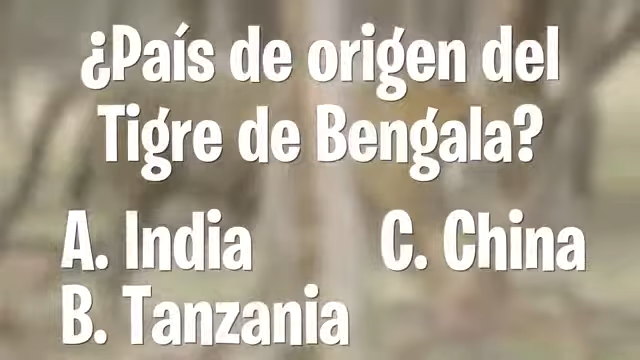 ¿País de origen del
Tigre de Bengala?
A. India
B. Tanzania
C. China